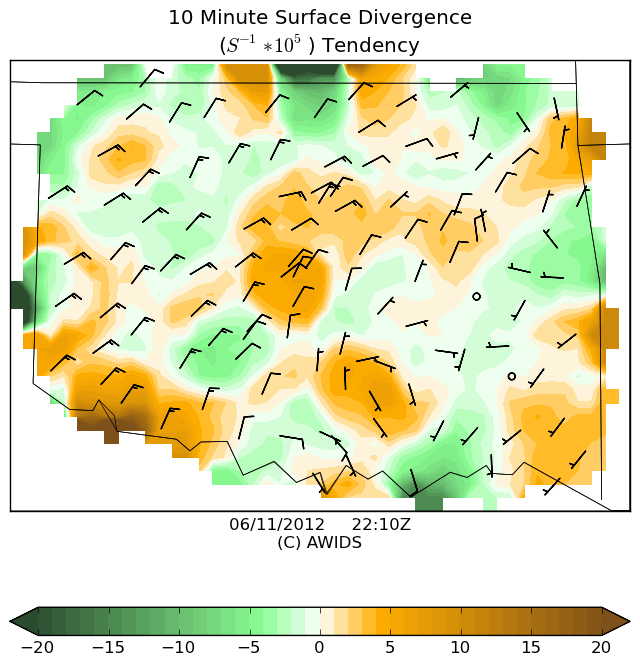 10 Minute Surface Divergence
(S⁻¹ * 10⁵ ) Tendency
06/11/2012 22:10Z
(C) AWIDS
−20 −15 −10 −5 0 5 10 15 20